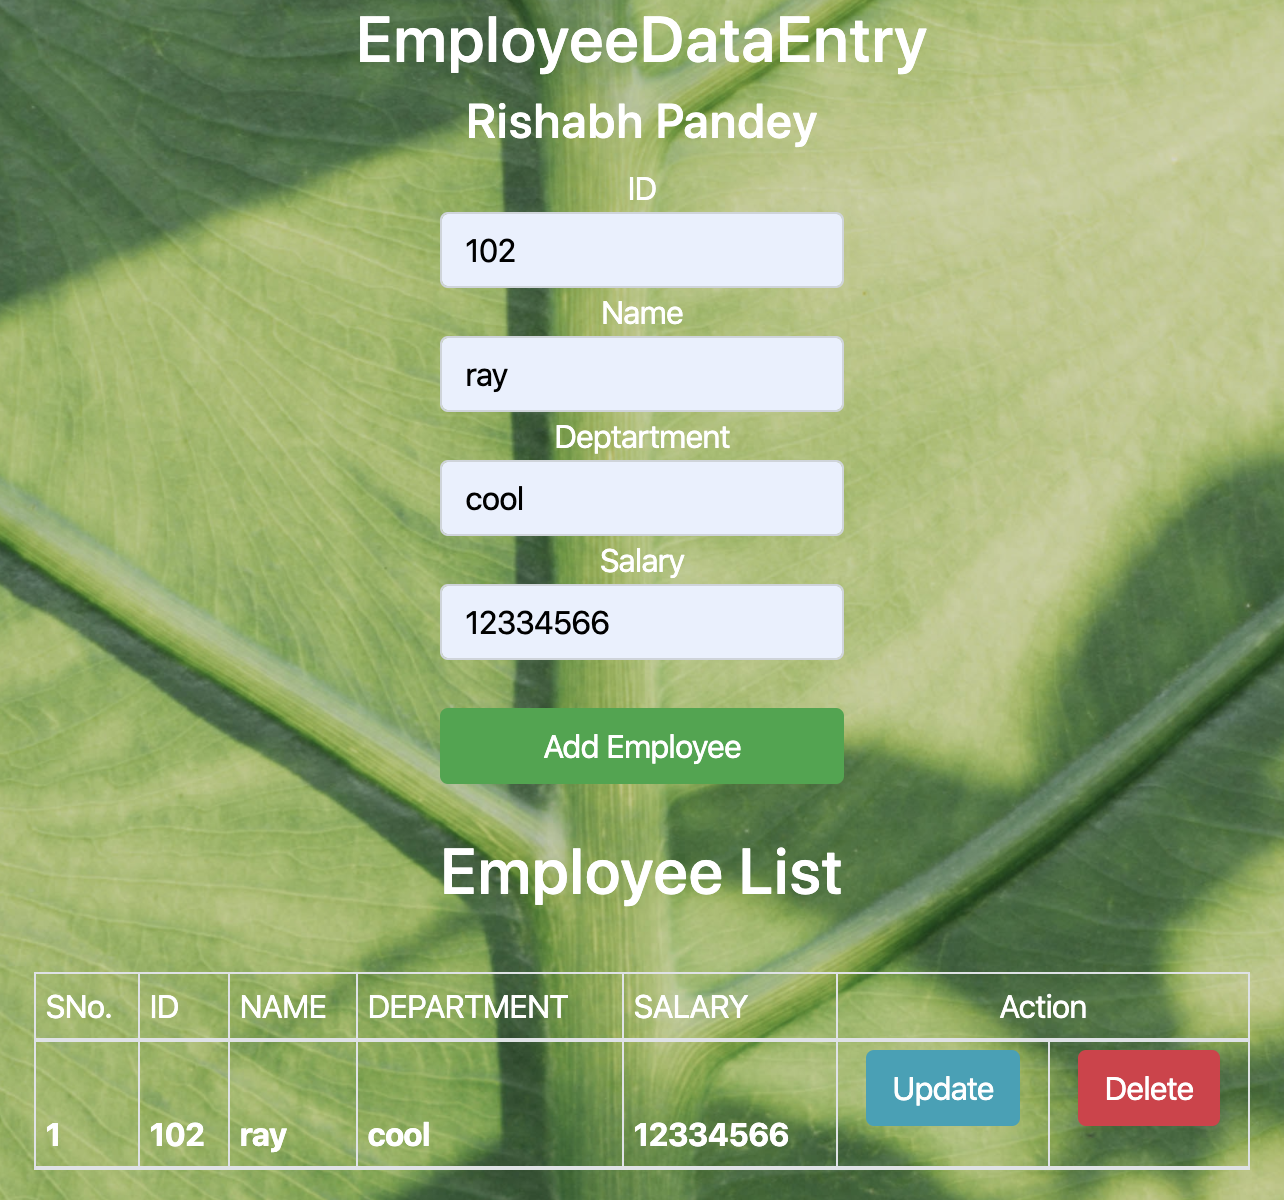 EmployeeDataEntry
Rishabh Pandey
ID
102
Name
ray
Deptartment
cool
Salary
12334566
Add Employee
Employee List
SNo. ID NAME DEPARTMENT SALARY Action
1 102 ray cool 12334566 Update Delete